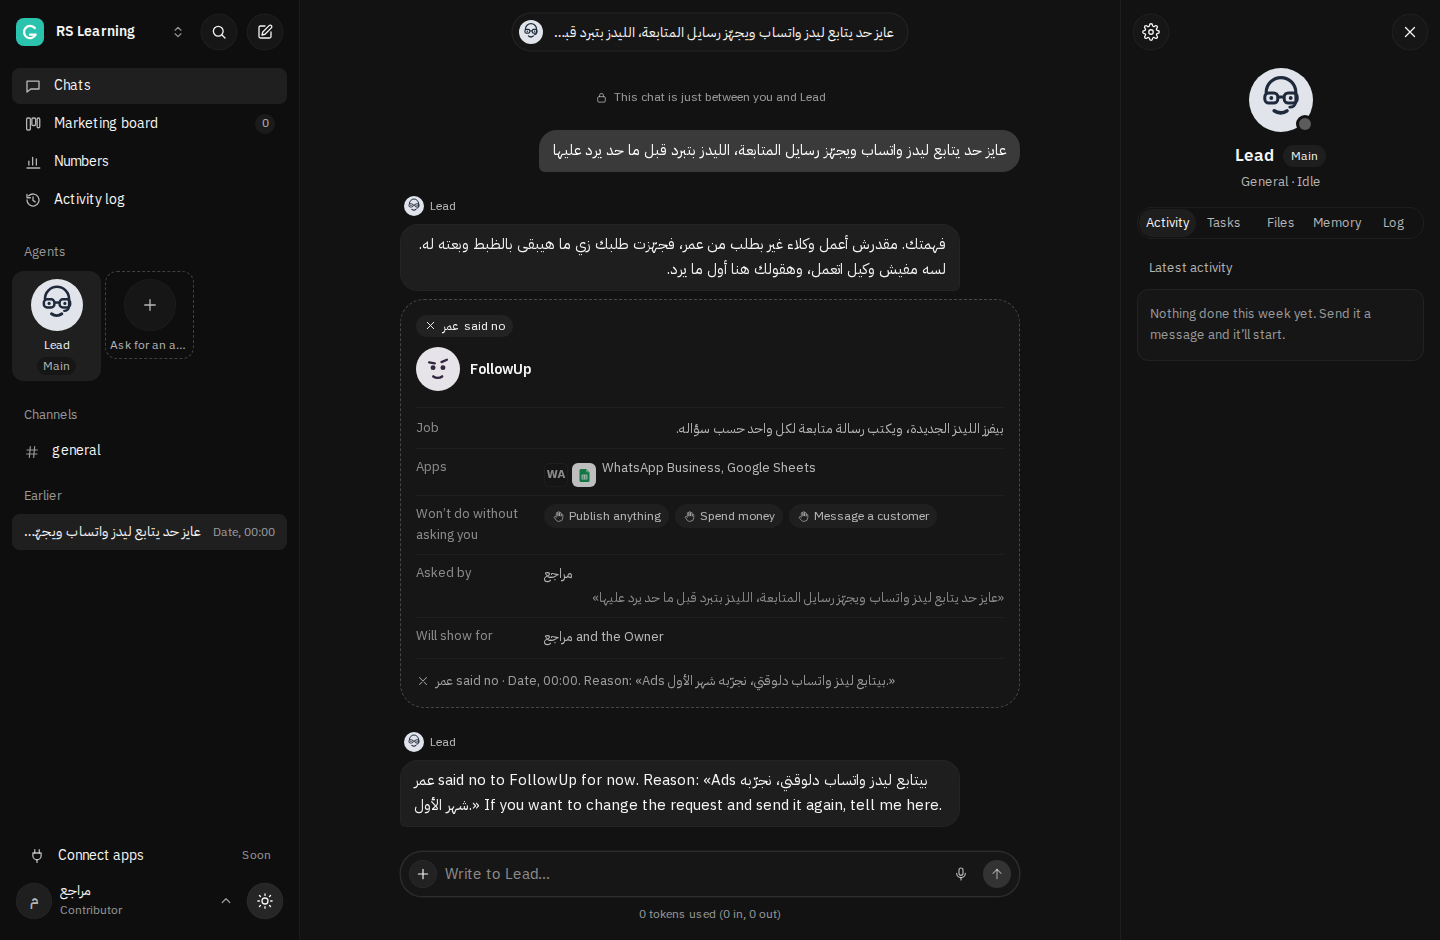 RS Learning
Chats
Marketing board 0
Numbers
Activity log
Agents
Lead
Main
Ask for an a...
Channels
general
Earlier
عايز حد يتابع ليدز واتساب ويجهّز... Date, 00:00
Connect apps Soon
م
مراجع
Contributor
عايز حد يتابع ليدز واتساب ويجهّز رسايل المتابعة، الليدز بتبرد قبـ...
This chat is just between you and Lead
عايز حد يتابع ليدز واتساب ويجهّز رسايل المتابعة، الليدز بتبرد قبل ما حد يرد عليها
Lead
فهمتك. مقدرش أعمل وكلاء غير بطلب من عمر، فجهّزت طلبك زي ما هيبقى بالظبط وبعته له.
لسه مفيش وكيل اتعمل، وهقولك هنا أول ما يرد.
عمر said no
FollowUp
Job بيفرز الليدز الجديدة، ويكتب رسالة متابعة لكل واحد حسب سؤاله.
Apps WA WhatsApp Business, Google Sheets
Won't do without Publish anything Spend money Message a customer
asking you
Asked by مراجع
«عايز حد يتابع ليدز واتساب ويجهّز رسايل المتابعة، الليدز بتبرد قبل ما حد يرد عليها»
Will show for مراجع and the Owner
عمر said no · Date, 00:00. Reason: «Ads بيتابع ليدز واتساب دلوقتي، نجرّبه شهر الأول.»
Lead
عمر said no to FollowUp for now. Reason: «Ads بيتابع ليدز واتساب دلوقتي، نجرّبه
شهر الأول.» If you want to change the request and send it again, tell me here.
Write to Lead...
0 tokens used (0 in, 0 out)
Lead Main
General · Idle
Activity Tasks Files Memory Log
Latest activity
Nothing done this week yet. Send it a
message and it'll start.